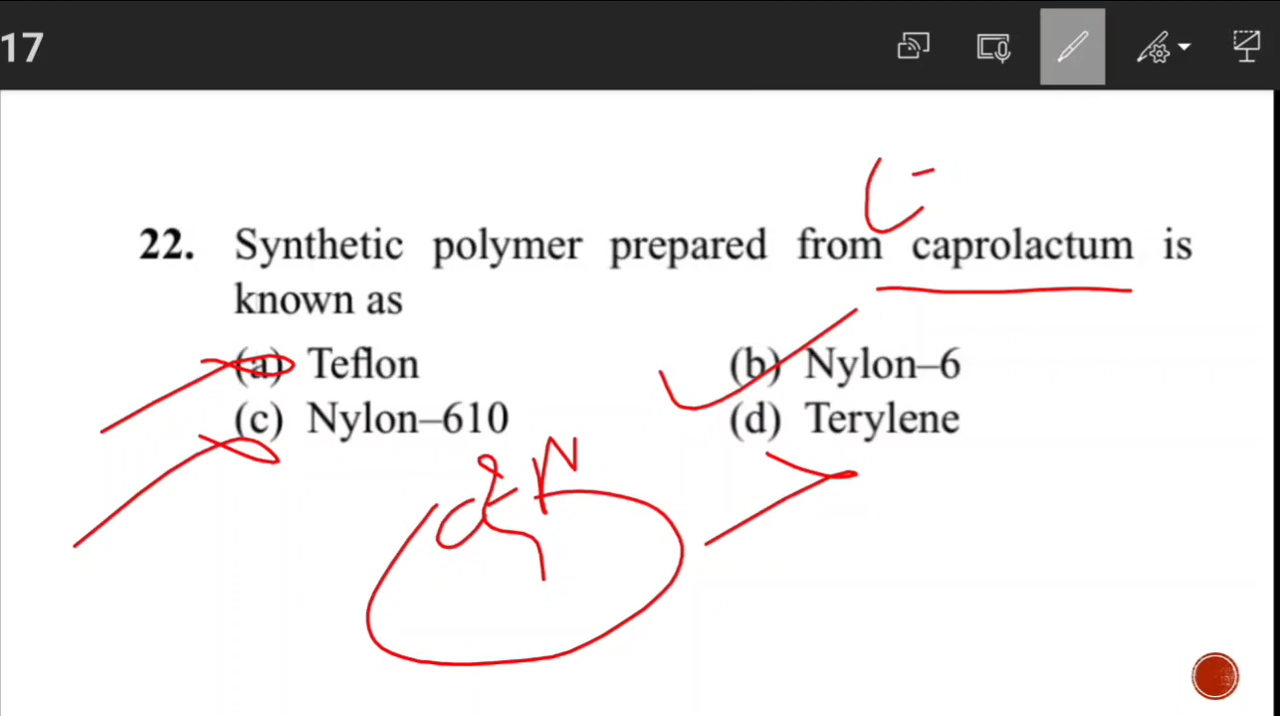 17
22. Synthetic polymer prepared from caprolactum is
known as
(a) Teflon (b) Nylon–6
(c) Nylon–610 (d) Terylene